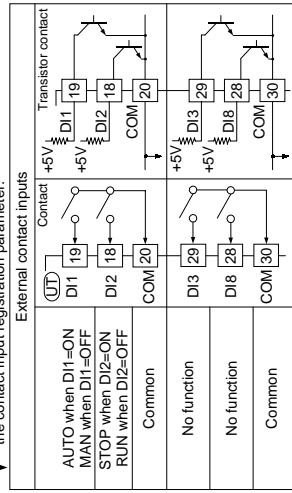 the contact input registration parameter.
External contact inputs
Contact
Transistor contact
AUTO when DI1=ON
MAN when DI1=OFF
UT
DI1
19
+5V
DI1
19
STOP when DI2=ON
RUN when DI2=OFF
DI2
18
+5V
DI2
18
Common
COM
20
COM
20
No function
DI3
29
+5V
DI3
29
No function
DI8
28
+5V
DI8
28
Common
COM
30
COM
30